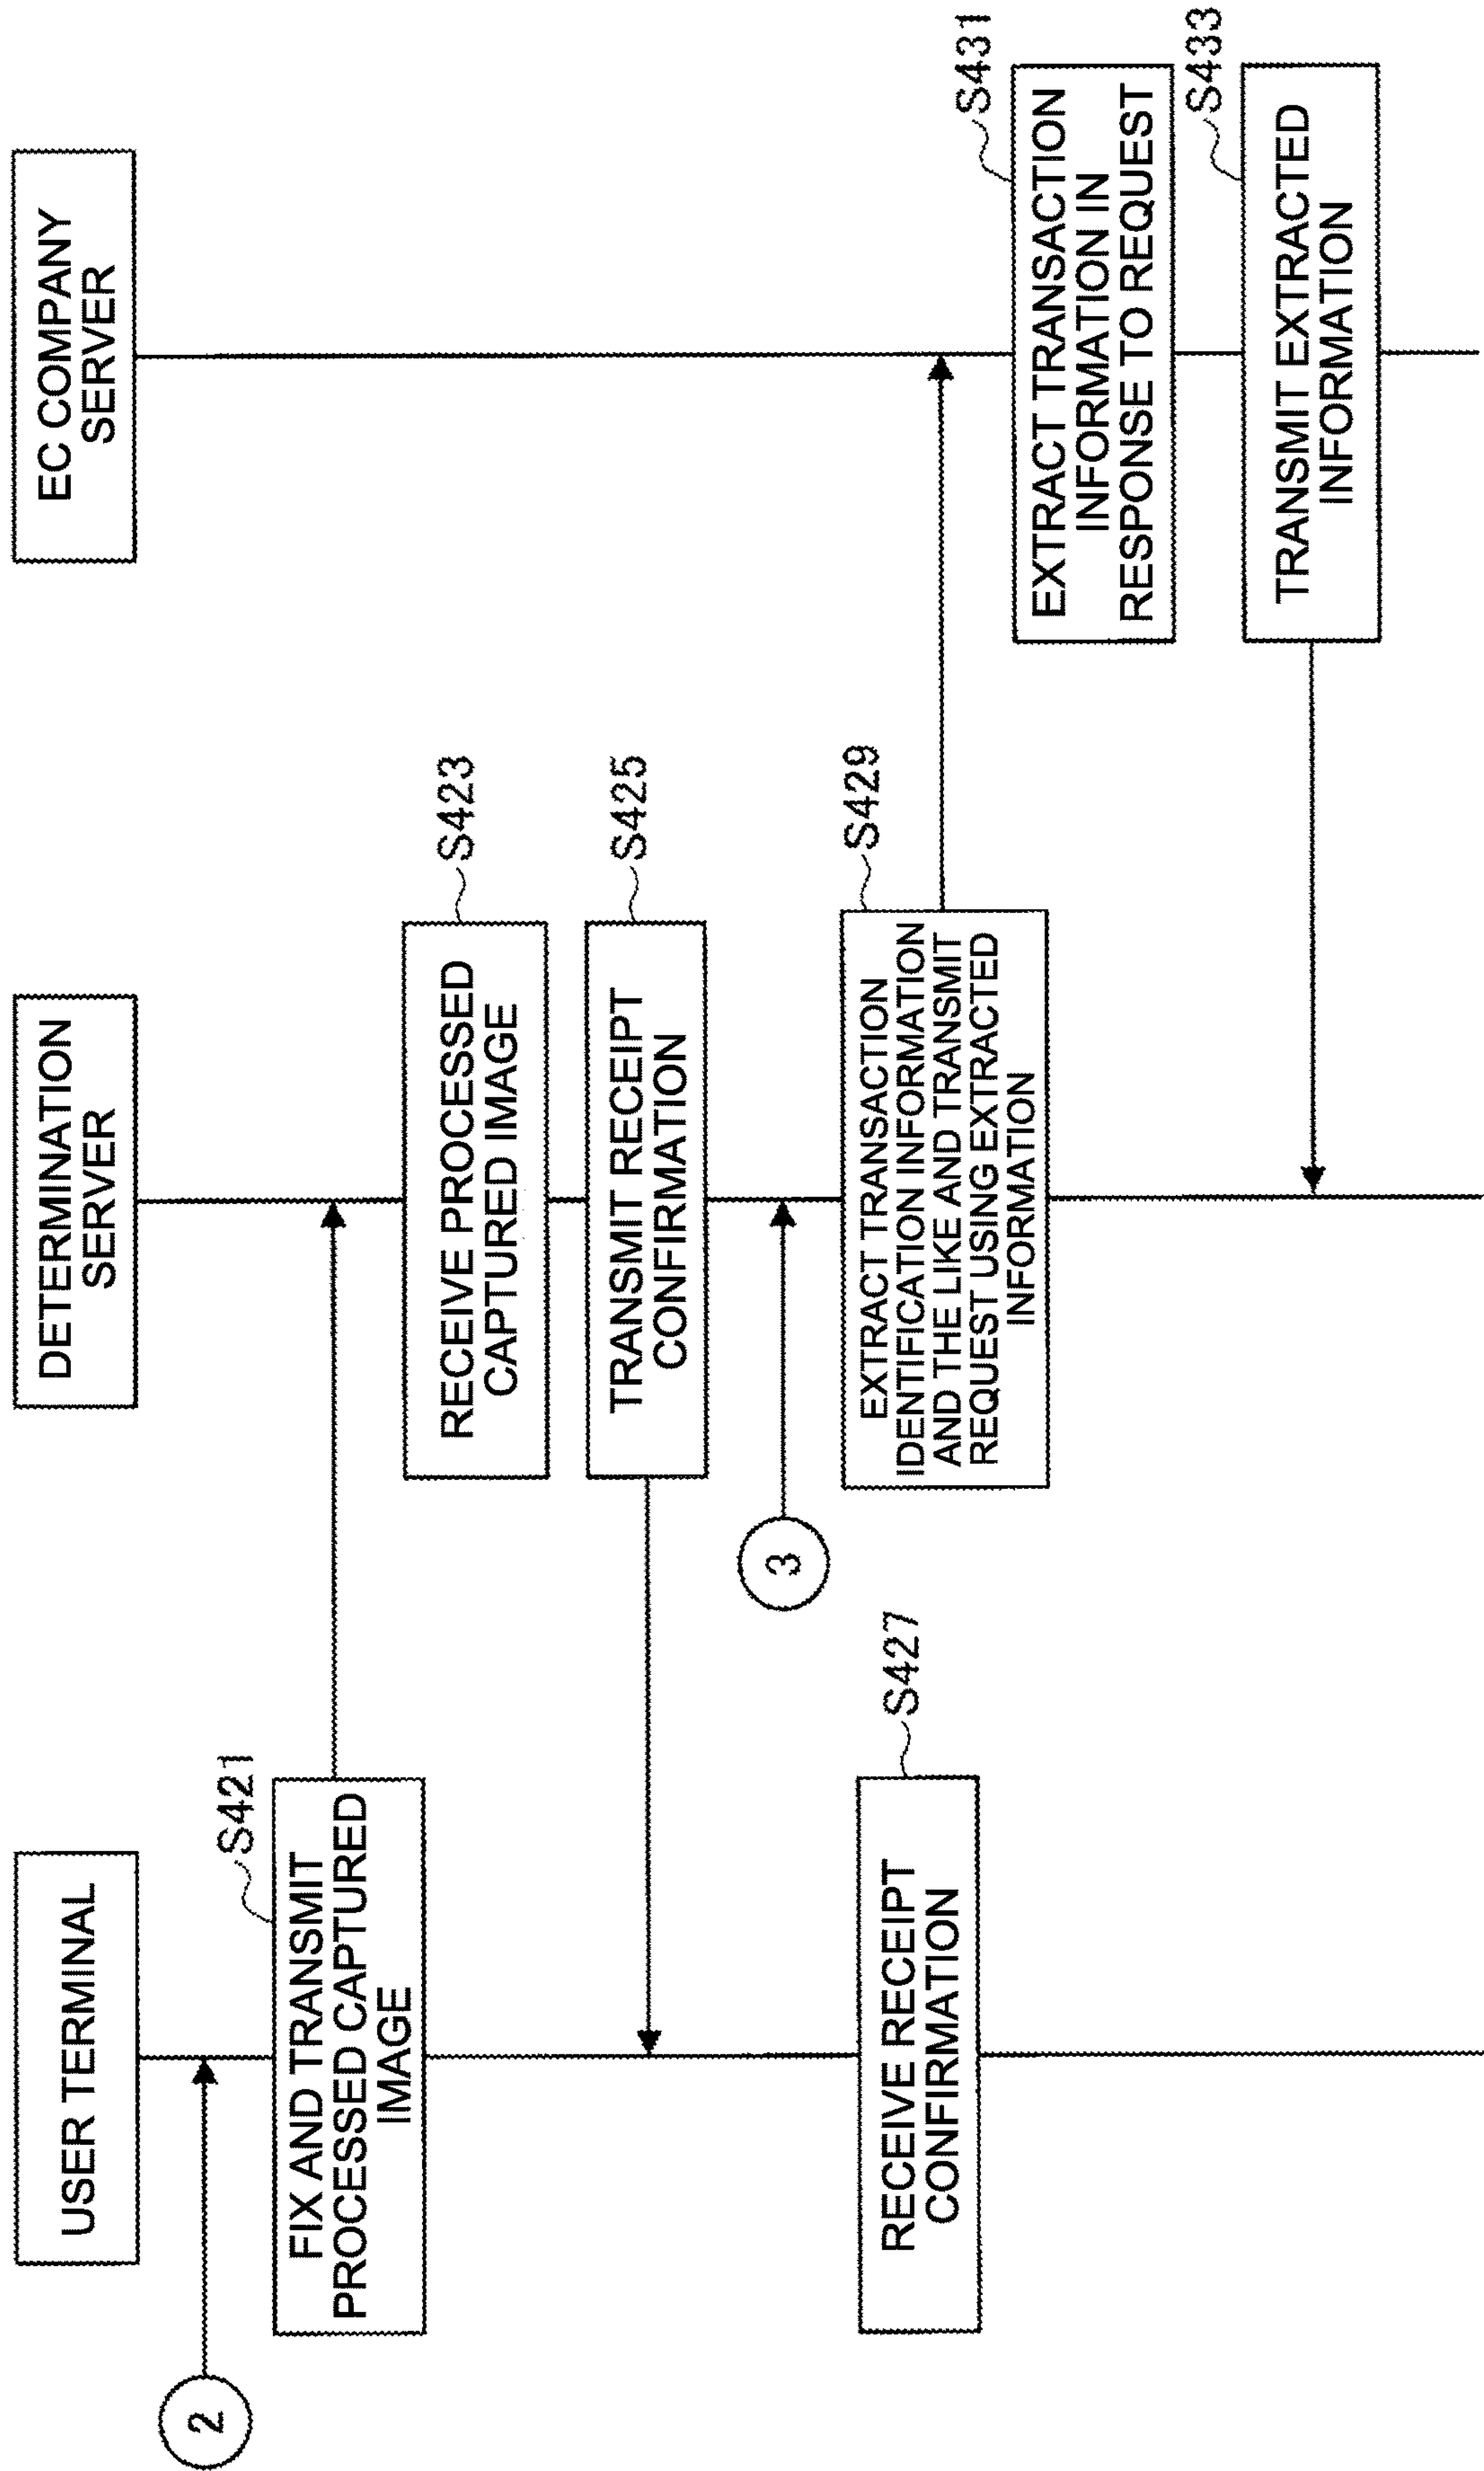 USER TERMINAL
DETERMINATION
SERVER
EC COMPANY
SERVER
2
S421
FIX AND TRANSMIT
PROCESSED CAPTURED
IMAGE
S423
RECEIVE PROCESSED
CAPTURED IMAGE
S425
TRANSMIT RECEIPT
CONFIRMATION
3
S427
RECEIVE RECEIPT
CONFIRMATION
S429
EXTRACT TRANSACTION
IDENTIFICATION INFORMATION
AND THE LIKE AND TRANSMIT
REQUEST USING EXTRACTED
INFORMATION
S431
EXTRACT TRANSACTION
INFORMATION IN
RESPONSE TO REQUEST
S433
TRANSMIT EXTRACTED
INFORMATION